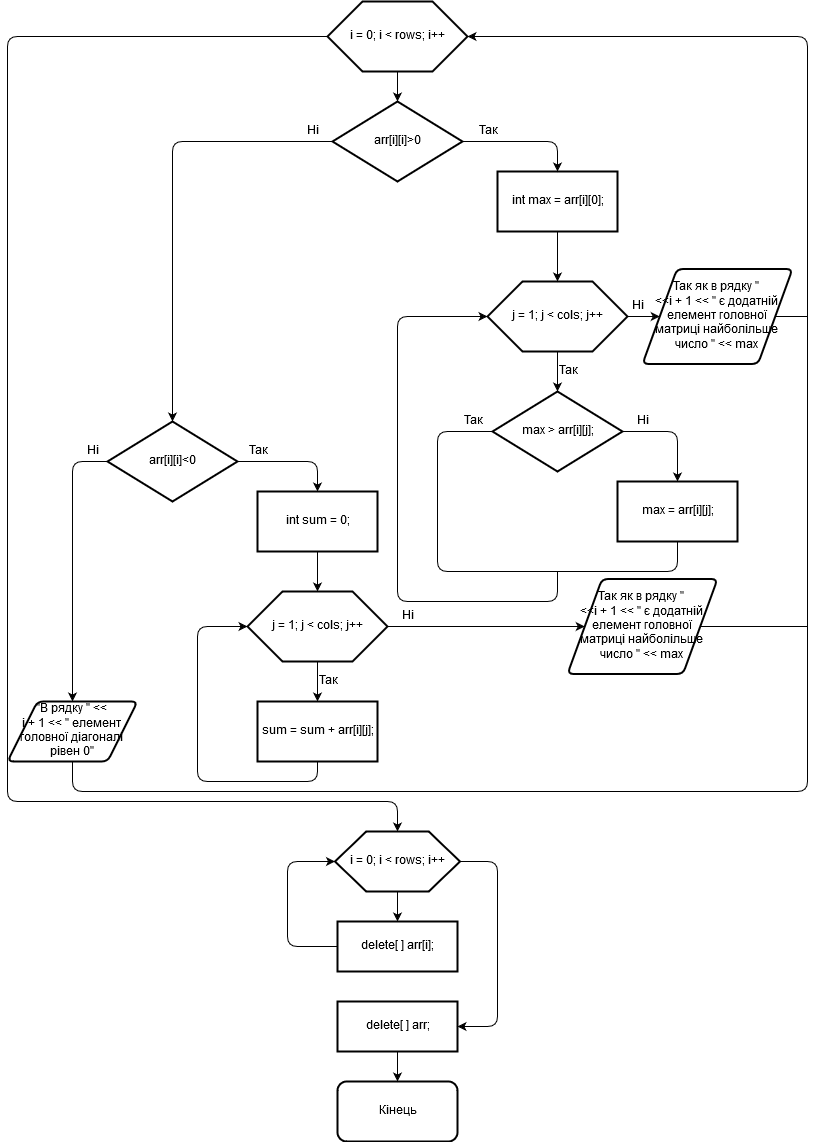 i = 0; i < rows; i++
arr[i][i]>0
Ні
Так
int max = arr[i][0];
j = 1; j < cols; j++
Ні
Так як в рядку "
<<i + 1 << " є додатній
елемент головної
матриці найболільше
число " << max
Так
max > arr[i][j];
Так
Ні
max = arr[i][j];
arr[i][i]<0
Ні
Так
int sum = 0;
j = 1; j < cols; j++
Ні
Так як в рядку "
<<i + 1 << " є додатній
елемент головної
матриці найболільше
число " << max
Так
sum = sum + arr[i][j];
"В рядку " <<
i + 1 << " елемент
головної діагоналі
рівен 0"
i = 0; i < rows; i++
delete[ ] arr[i];
delete[ ] arr;
Кінець